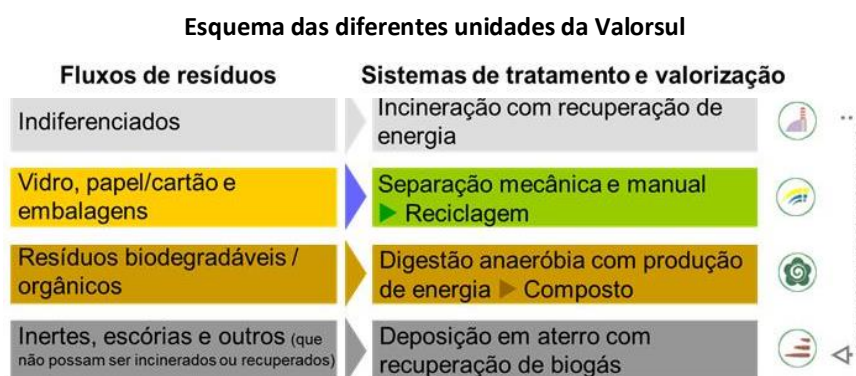 Esquema das diferentes unidades da Valorsul
Fluxos de resíduos
Sistemas de tratamento e valorização
Indiferenciados
Incineração com recuperação de
energia
Vidro, papel/cartão e
embalagens
Separação mecânica e manual
Reciclagem
Resíduos biodegradáveis /
orgânicos
Digestão anaeróbia com produção
de energia Composto
Inertes, escórias e outros (que
não possam ser incinerados ou recuperados)
Deposição em aterro com
recuperação de biogás